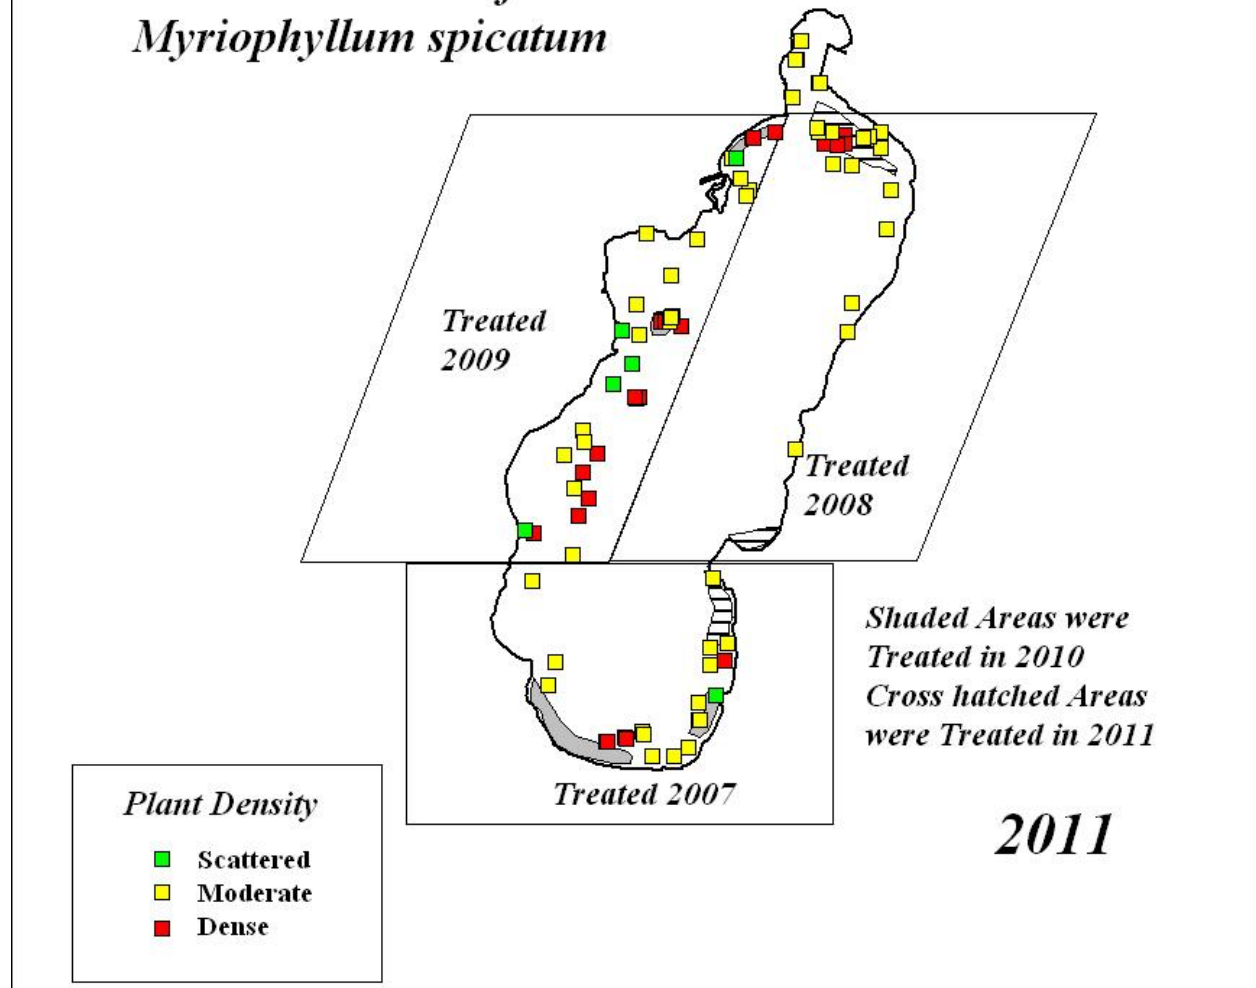 Myriophyllum spicatum
Treated
2009
Treated
2008
Shaded Areas were
Treated in 2010
Cross hatched Areas
were Treated in 2011
Treated 2007
2011
Plant Density
Scattered
Moderate
Dense